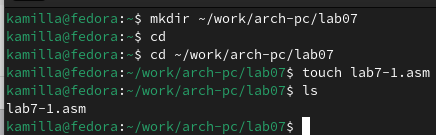 kamilla@fedora:~$ mkdir ~/work/arch-pc/lab07
kamilla@fedora:~$ cd
kamilla@fedora:~$ cd ~/work/arch-pc/lab07
kamilla@fedora:~/work/arch-pc/lab07$ touch lab7-1.asm
kamilla@fedora:~/work/arch-pc/lab07$ ls
lab7-1.asm
kamilla@fedora:~/work/arch-pc/lab07$